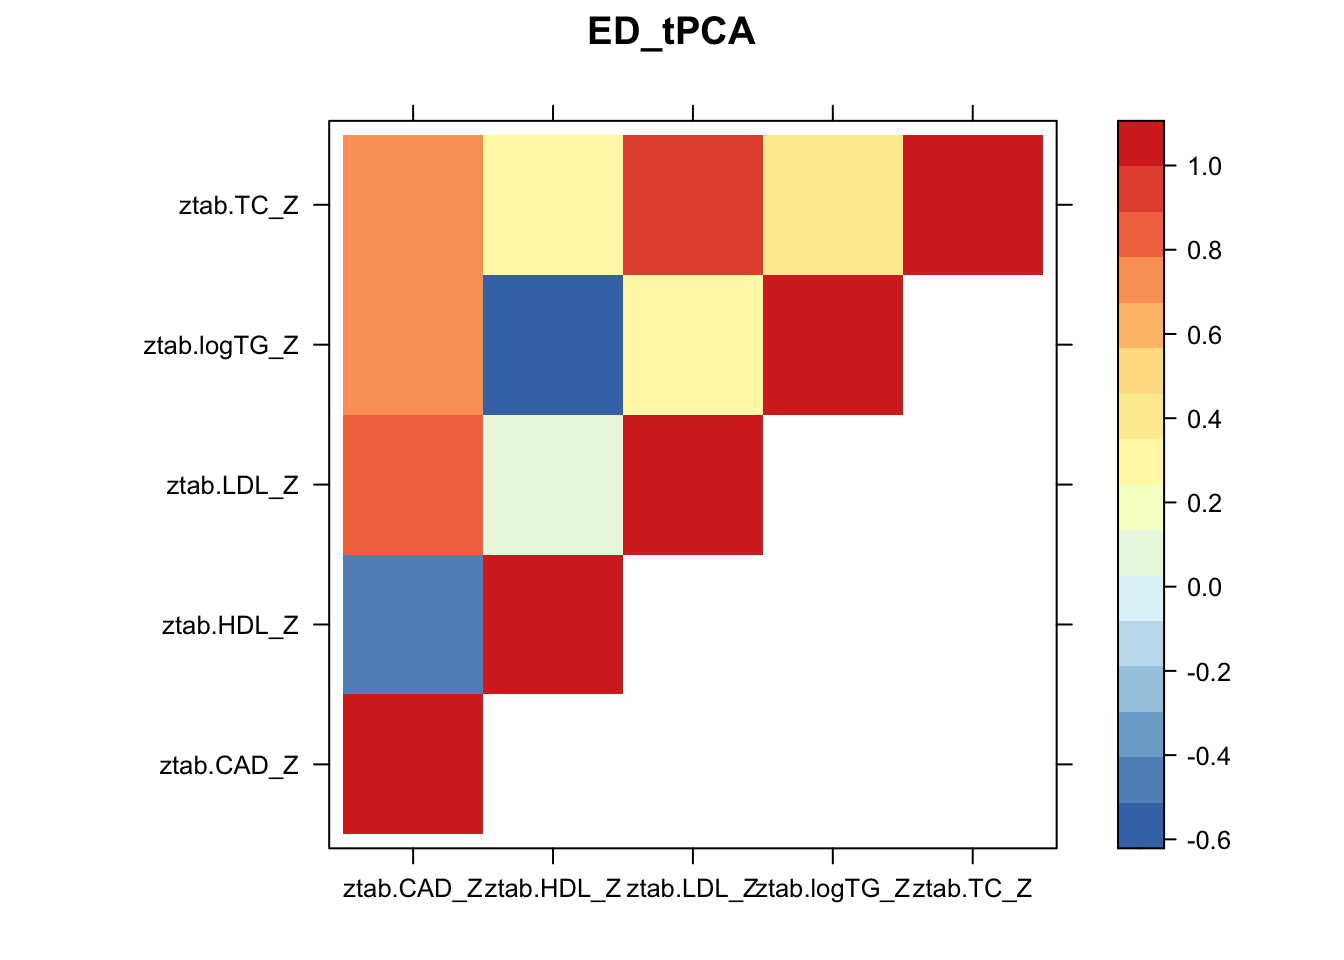 ED_tPCA
ztab.TC_Z
ztab.logTG_Z
ztab.LDL_Z
ztab.HDL_Z
ztab.CAD_Z
ztab.CAD_Z ztab.HDL_Z ztab.LDL_Z ztab.logTG_Z ztab.TC_Z
1.0
0.8
0.6
0.4
0.2
0.0
-0.2
-0.4
-0.6